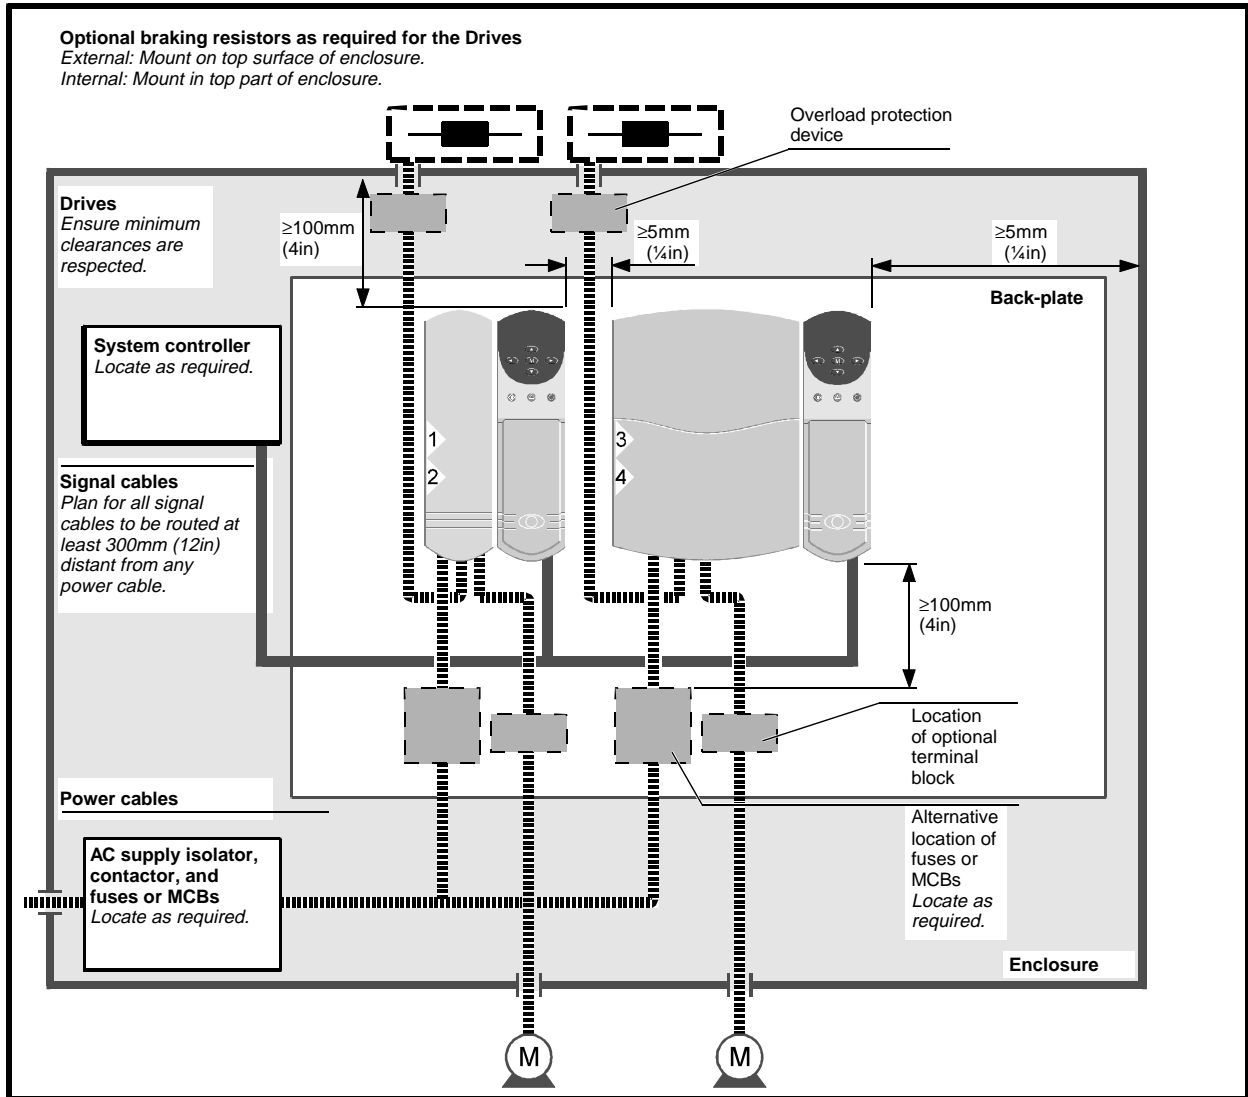 Optional braking resistors as required for the Drives
External: Mount on top surface of enclosure.
Internal: Mount in top part of enclosure.
Overload protection
device
Drives
Ensure minimum
clearances are
respected.
≥100mm
(4in)
≥5mm
(¼in)
≥5mm
(¼in)
Back-plate
System controller
Locate as required.
M
M
1
2
3
4
Signal cables
Plan for all signal
cables to be routed at
least 300mm (12in)
distant from any
power cable.
≥100mm
(4in)
Location
of optional
terminal
block
Power cables
Alternative
location of
fuses or
MCBs
Locate as
required.
AC supply isolator,
contactor, and
fuses or MCBs
Locate as required.
Enclosure
M
M